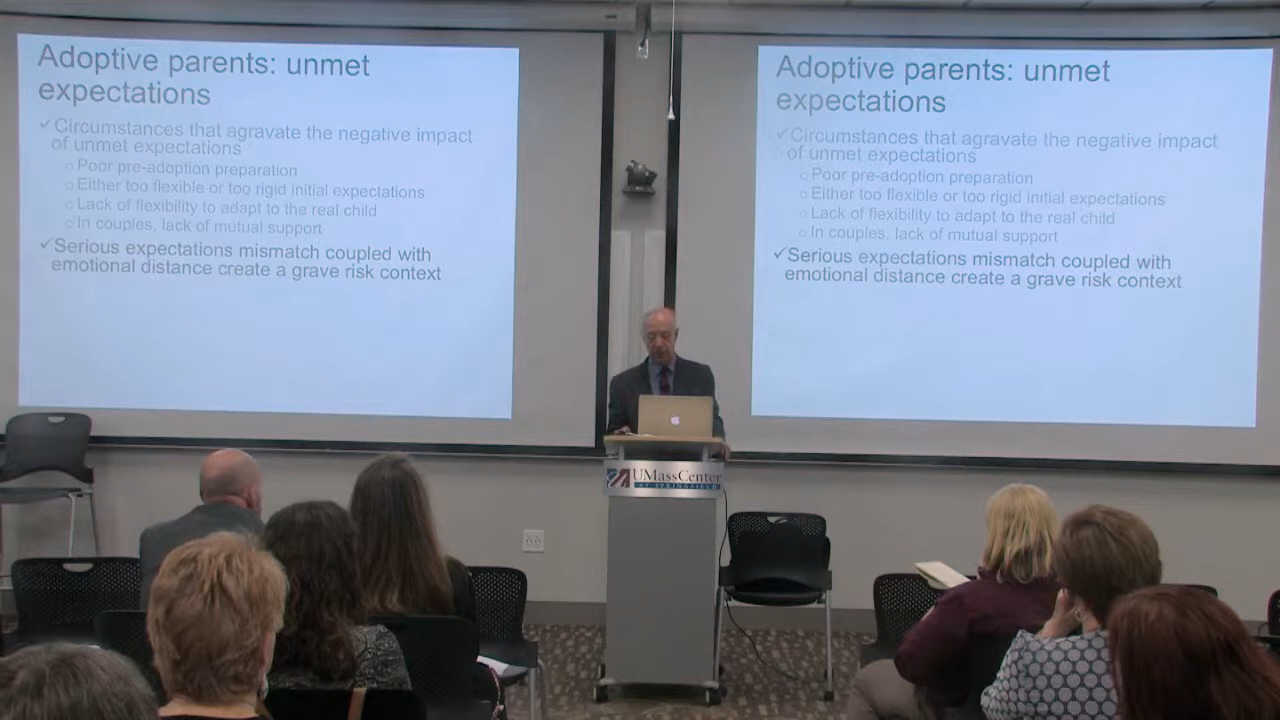 Adoptive parents: unmet
expectations
✓Circumstances that agravate the negative impact
of unmet expectations
○Poor pre-adoption preparation
○Either too flexible or too rigid initial expectations
○Lack of flexibility to adapt to the real child
○In couples, lack of mutual support
✓Serious expectations mismatch coupled with
emotional distance create a grave risk context
Adoptive parents: unmet
expectations
✓Circumstances that agravate the negative impact
of unmet expectations
○Poor pre-adoption preparation
○Either too flexible or too rigid initial expectations
○Lack of flexibility to adapt to the real child
○In couples, lack of mutual support
✓Serious expectations mismatch coupled with
emotional distance create a grave risk context
UMassCenter
AT SPRINGFIELD